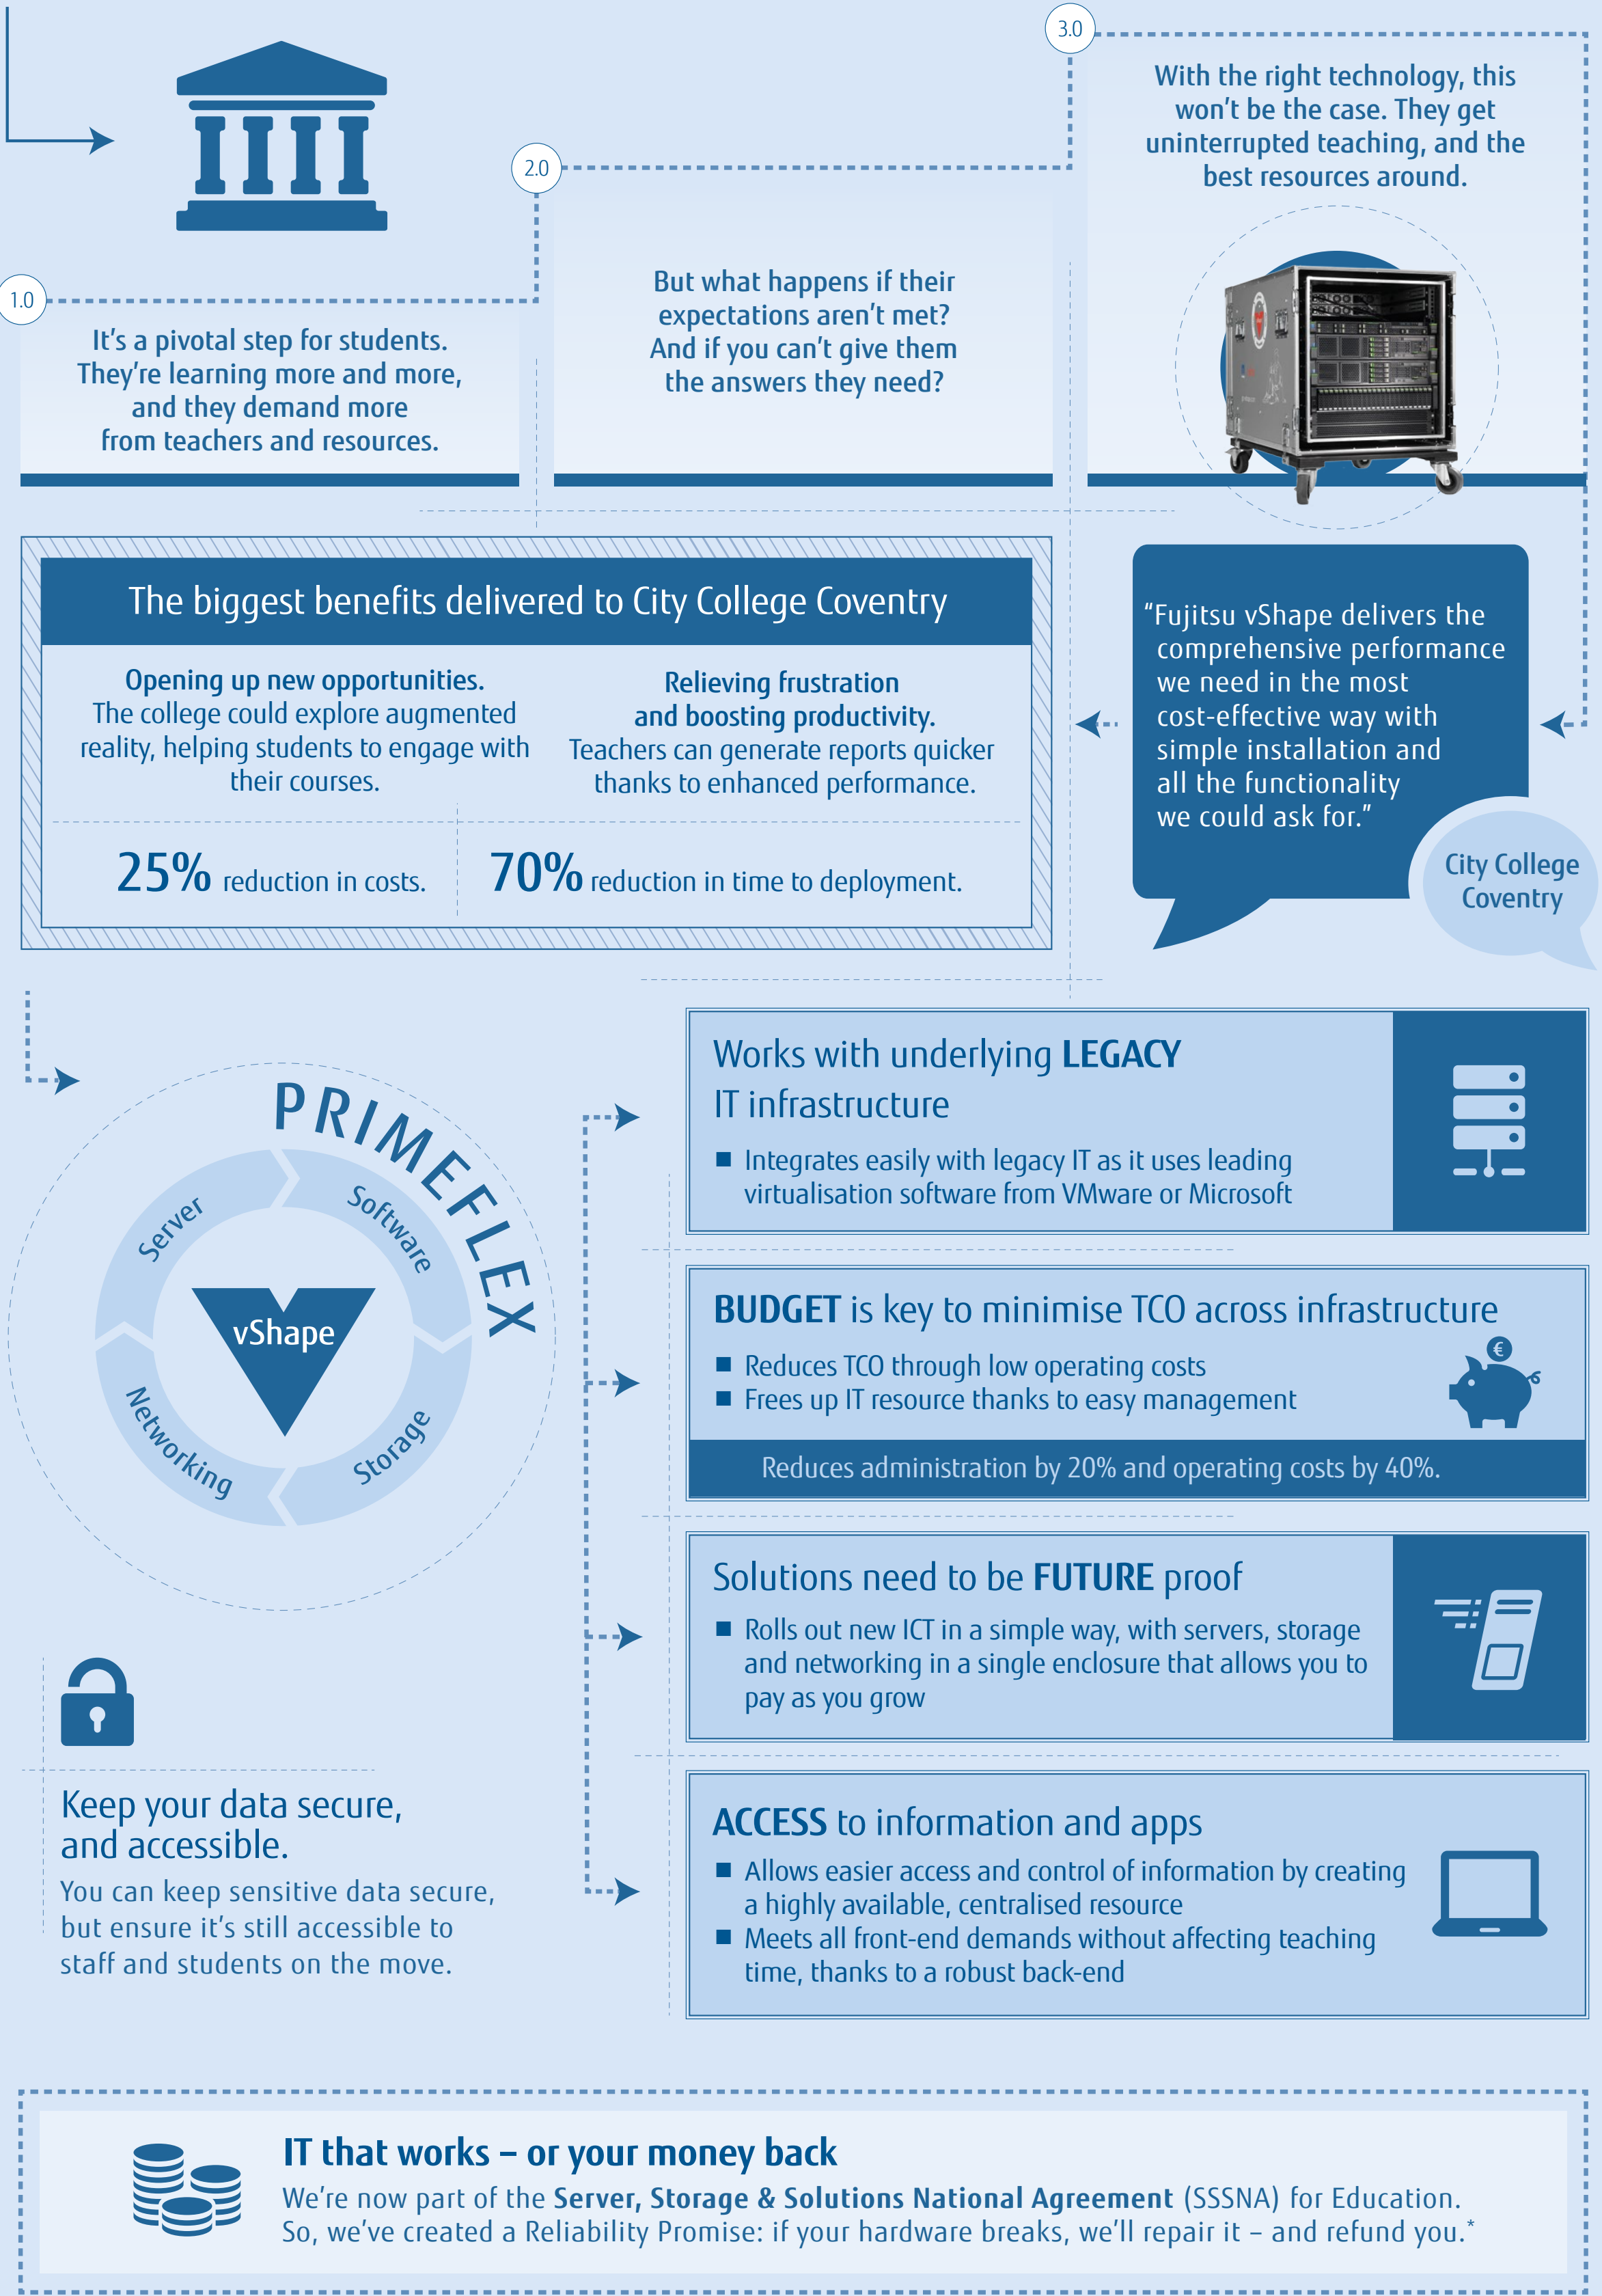 3.0
With the right technology, this
won't be the case. They get
uninterrupted teaching, and the
best resources around.
2.0
But what happens if their
expectations aren't met?
And if you can't give them
the answers they need?
1.0
It's a pivotal step for students.
They're learning more and more,
and they demand more
from teachers and resources.
The biggest benefits delivered to City College Coventry
Opening up new opportunities.
The college could explore augmented
reality, helping students to engage with
their courses.
Relieving frustration
and boosting productivity.
Teachers can generate reports quicker
thanks to enhanced performance.
25% reduction in costs.
70% reduction in time to deployment.
“Fujitsu vShape delivers the
comprehensive performance
we need in the most
cost-effective way with
simple installation and
all the functionality
we could ask for.”
City College
Coventry
PRIMEFLEX
Server
Software
vShape
Networking
Storage
Works with underlying LEGACY
IT infrastructure
■ Integrates easily with legacy IT as it uses leading
virtualisation software from VMware or Microsoft
BUDGET is key to minimise TCO across infrastructure
■ Reduces TCO through low operating costs
■ Frees up IT resource thanks to easy management
€
Reduces administration by 20% and operating costs by 40%.
Solutions need to be FUTURE proof
■ Rolls out new ICT in a simple way, with servers, storage
and networking in a single enclosure that allows you to
pay as you grow
Keep your data secure,
and accessible.
You can keep sensitive data secure,
but ensure it's still accessible to
staff and students on the move.
ACCESS to information and apps
■ Allows easier access and control of information by creating
a highly available, centralised resource
■ Meets all front-end demands without affecting teaching
time, thanks to a robust back-end
IT that works – or your money back
We're now part of the Server, Storage & Solutions National Agreement (SSSNA) for Education.
So, we've created a Reliability Promise: if your hardware breaks, we'll repair it – and refund you.*